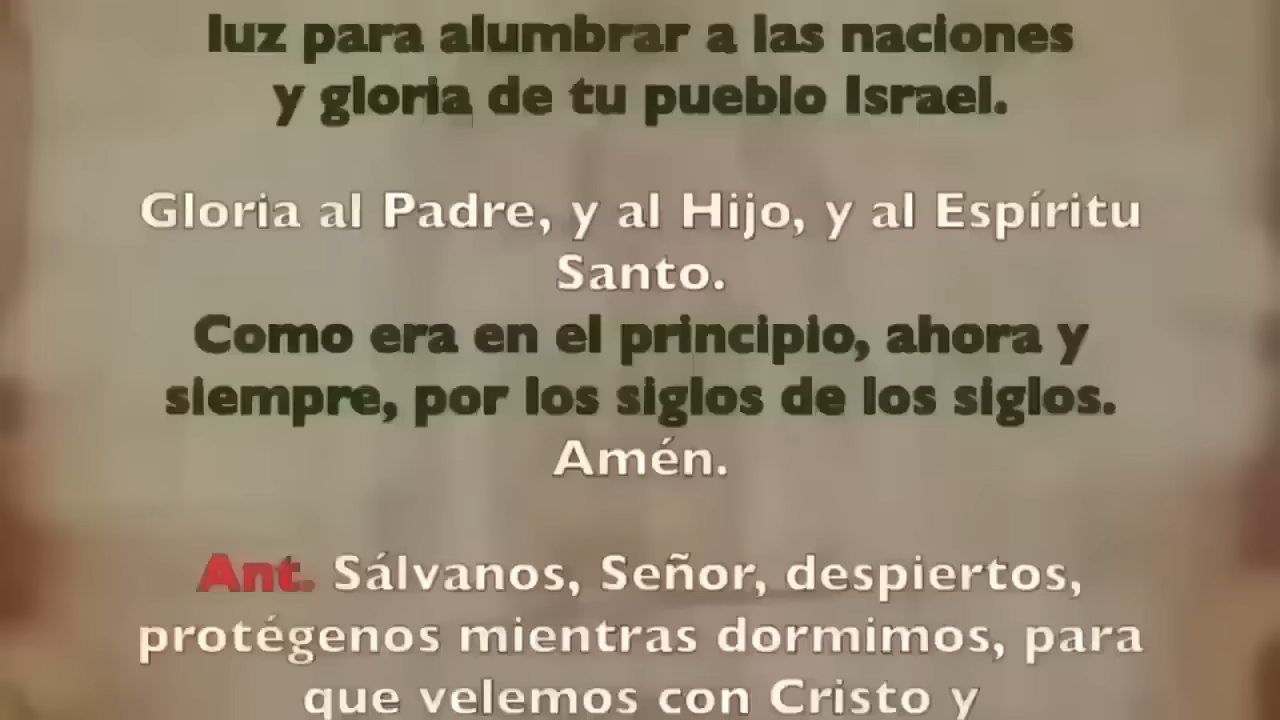 luz para alumbrar a las naciones
y gloria de tu pueblo Israel.
Gloria al Padre, y al Hijo, y al Espíritu
Santo.
Como era en el principio, ahora y
siempre, por los siglos de los siglos.
Amén.
Ant. Sálvanos, Señor, despiertos,
protégenos mientras dormimos, para
que velemos con Cristo y